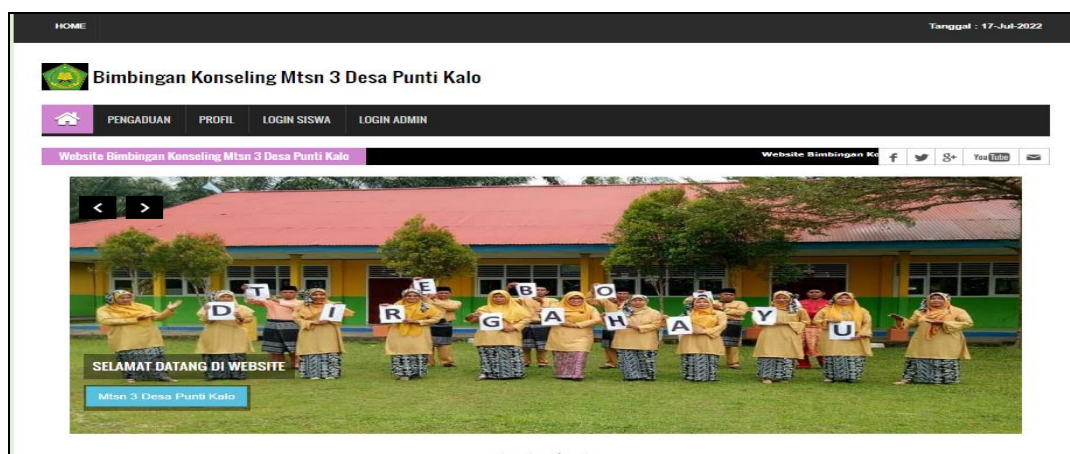 HOME Tanggal : 17-Jul-2022
Bimbingan Konseling Mtsn 3 Desa Punti Kalo
PENGADUAN PROFIL LOGIN SISWA LOGIN ADMIN
Website Bimbingan Konseling Mtsn 3 Desa Punti Kalo Website Bimbingan Ko f 8+ You Tube
T E B O
D I R G A H A Y U
SELAMAT DATANG DI WEBSITE
Mtsn 3 Desa Punti Kalo